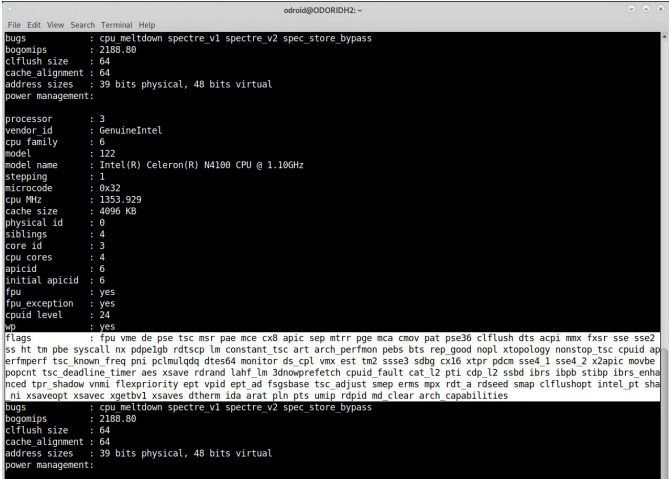 odroid@ODORIDH2: ~
File Edit View Search Terminal Help
bugs : cpu_meltdown spectre_v1 spectre_v2 spec_store_bypass
bogomips : 2188.80
clflush size : 64
cache_alignment : 64
address sizes : 39 bits physical, 48 bits virtual
power management:
processor : 3
vendor_id : GenuineIntel
cpu family : 6
model : 122
model name : Intel(R) Celeron(R) N4100 CPU @ 1.10GHz
stepping : 1
microcode : 0x32
cpu MHz : 1353.929
cache size : 4096 KB
physical id : 0
siblings : 4
core id : 3
cpu cores : 4
apicid : 6
initial apicid : 6
fpu : yes
fpu_exception : yes
cpuid level : 24
wp : yes
flags : fpu vme de pse tsc msr pae mce cx8 apic sep mtrr pge mca cmov pat pse36 clflush dts acpi mmx fxsr sse sse2
ss ht tm pbe syscall nx pdpe1gb rdtscp lm constant_tsc art arch_perfmon pebs bts rep_good nopl xtopology nonstop_tsc cpuid ap
erfmperf tsc_known_freq pni pclmulqdq dtes64 monitor ds_cpl vmx est tm2 ssse3 sdbg cx16 xtpr pdcm sse4_1 sse4_2 x2apic movbe
popcnt tsc_deadline_timer aes xsave rdrand lahf_lm 3dnowprefetch cpuid_fault cat_l2 pti cdp_l2 ssbd ibrs ibpb stibp ibrs_enha
nced tpr_shadow vnmi flexpriority ept vpid ept_ad fsgsbase tsc_adjust smep erms mpx rdt_a rdseed smap clflushopt intel_pt sha
_ni xsaveopt xsavec xgetbv1 xsaves dtherm ida arat pln pts umip rdpid md_clear arch_capabilities
bugs : cpu_meltdown spectre_v1 spectre_v2 spec_store_bypass
bogomips : 2188.80
clflush size : 64
cache_alignment : 64
address sizes : 39 bits physical, 48 bits virtual
power management: